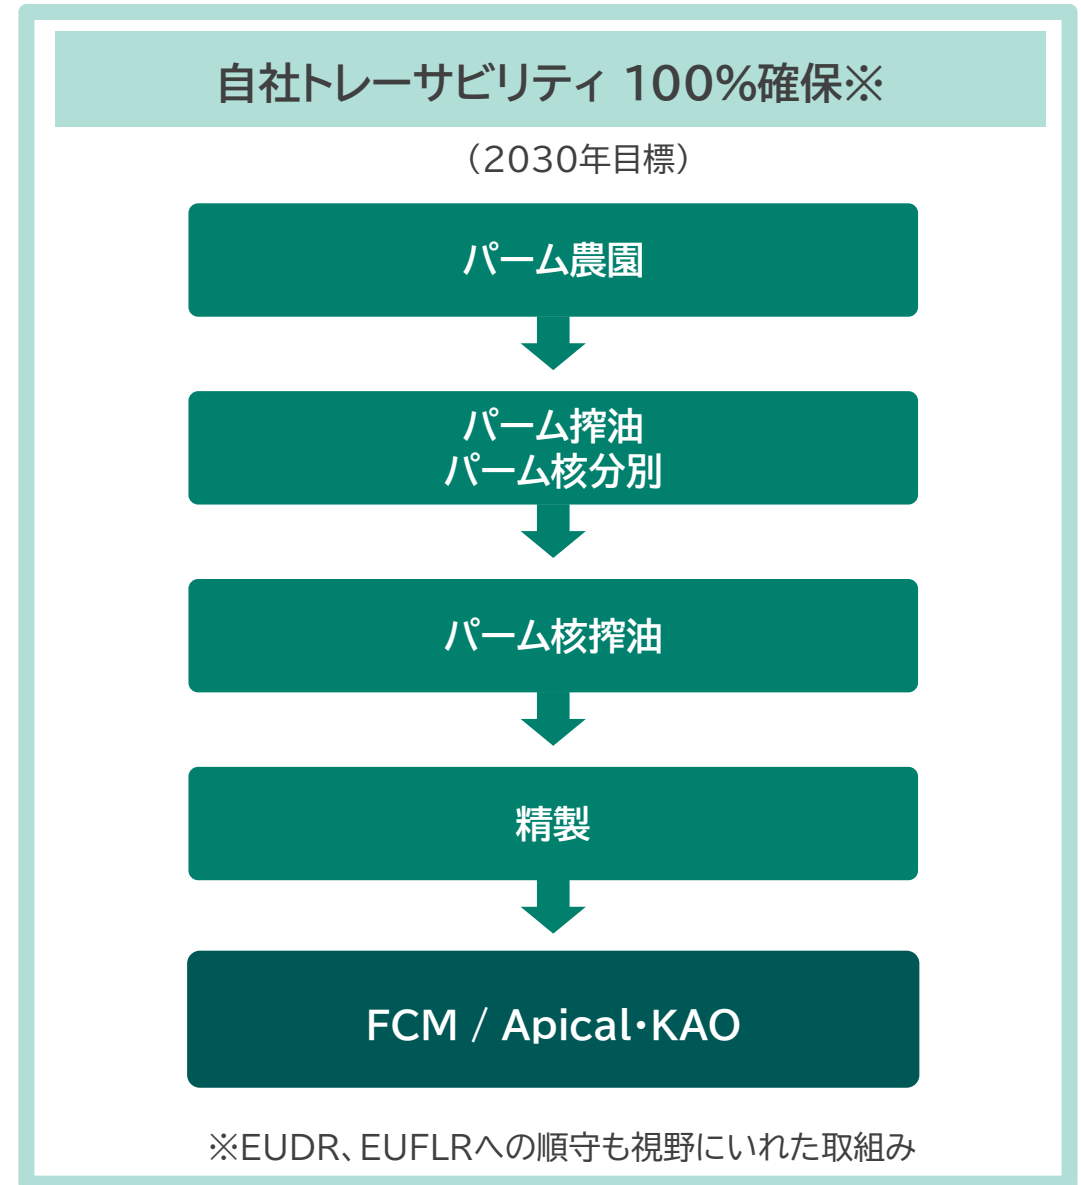 自社トレーサビリティ 100%確保※
（2030年目標）
パーム農園
パーム搾油
パーム核分別
パーム核搾油
精製
FCM / Apical・KAO
※EUDR、EUFLRへの順守も視野にいれた取組み